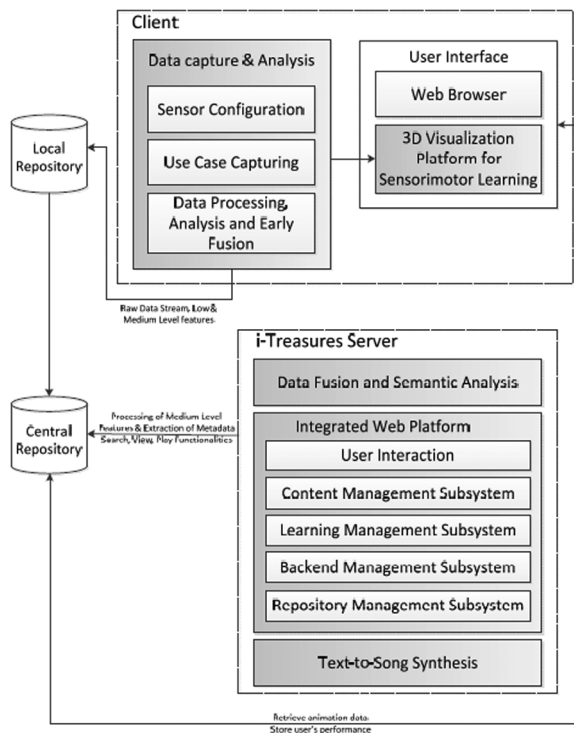 Client
Data capture & Analysis
Sensor Configuration
Use Case Capturing
Data Processing,
Analysis and Early
Fusion
User Interface
Web Browser
3D Visualization
Platform for
Sensorimotor Learning
Local
Repository
Raw Data Stream, Low &
Medium Level features
i-Treasures Server
Data Fusion and Semantic Analysis
Integrated Web Platform
User Interaction
Content Management Subsystem
Learning Management Subsystem
Backend Management Subsystem
Repository Management Subsystem
Text-to-Song Synthesis
Central
Repository
Processing of Medium Level
Features & Extraction of Metadata
Search, View, Play Functionalities
Retrieve animation data
Store user's performance